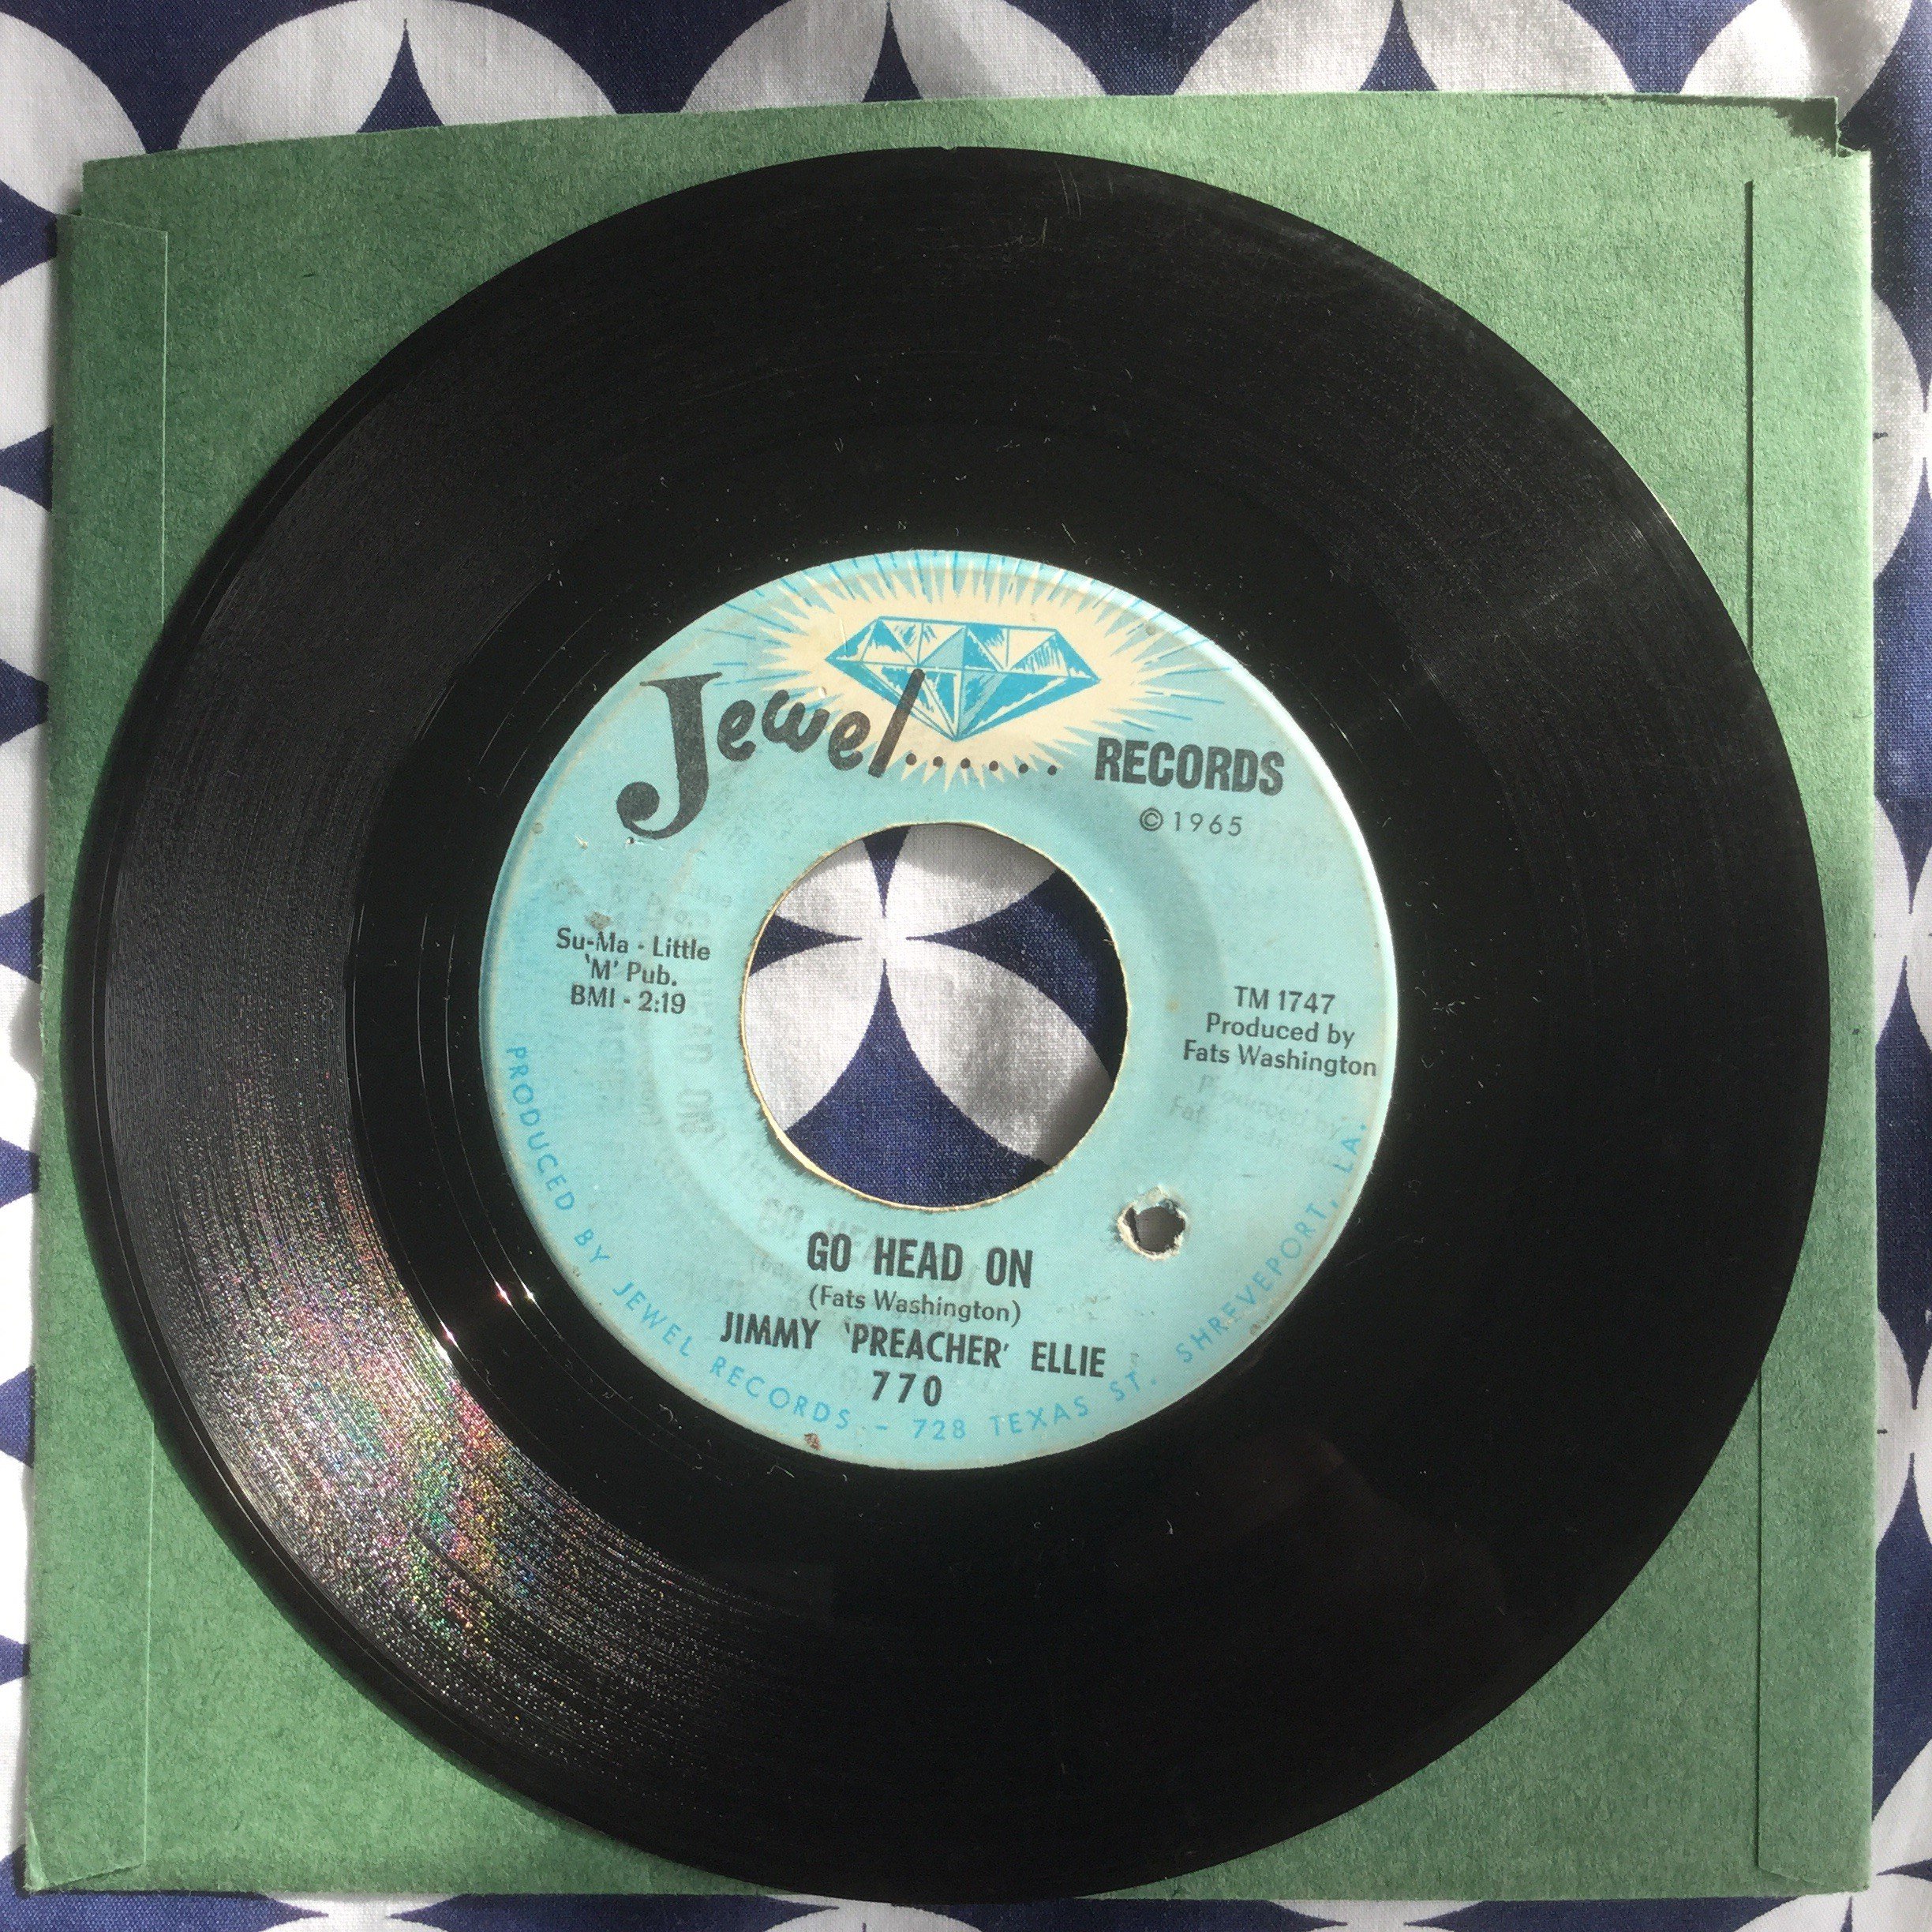 Jewel...... RECORDS
©1965
Su-Ma - Little
'M' Pub.
BMI - 2:19
TM 1747
Produced by
Fats Washington
GO HEAD ON
(Fats Washington)
JIMMY 'PREACHER' ELLIE
770
PRODUCED BY JEWEL RECORDS - 728 TEXAS ST. SHREVEPORT, LA.